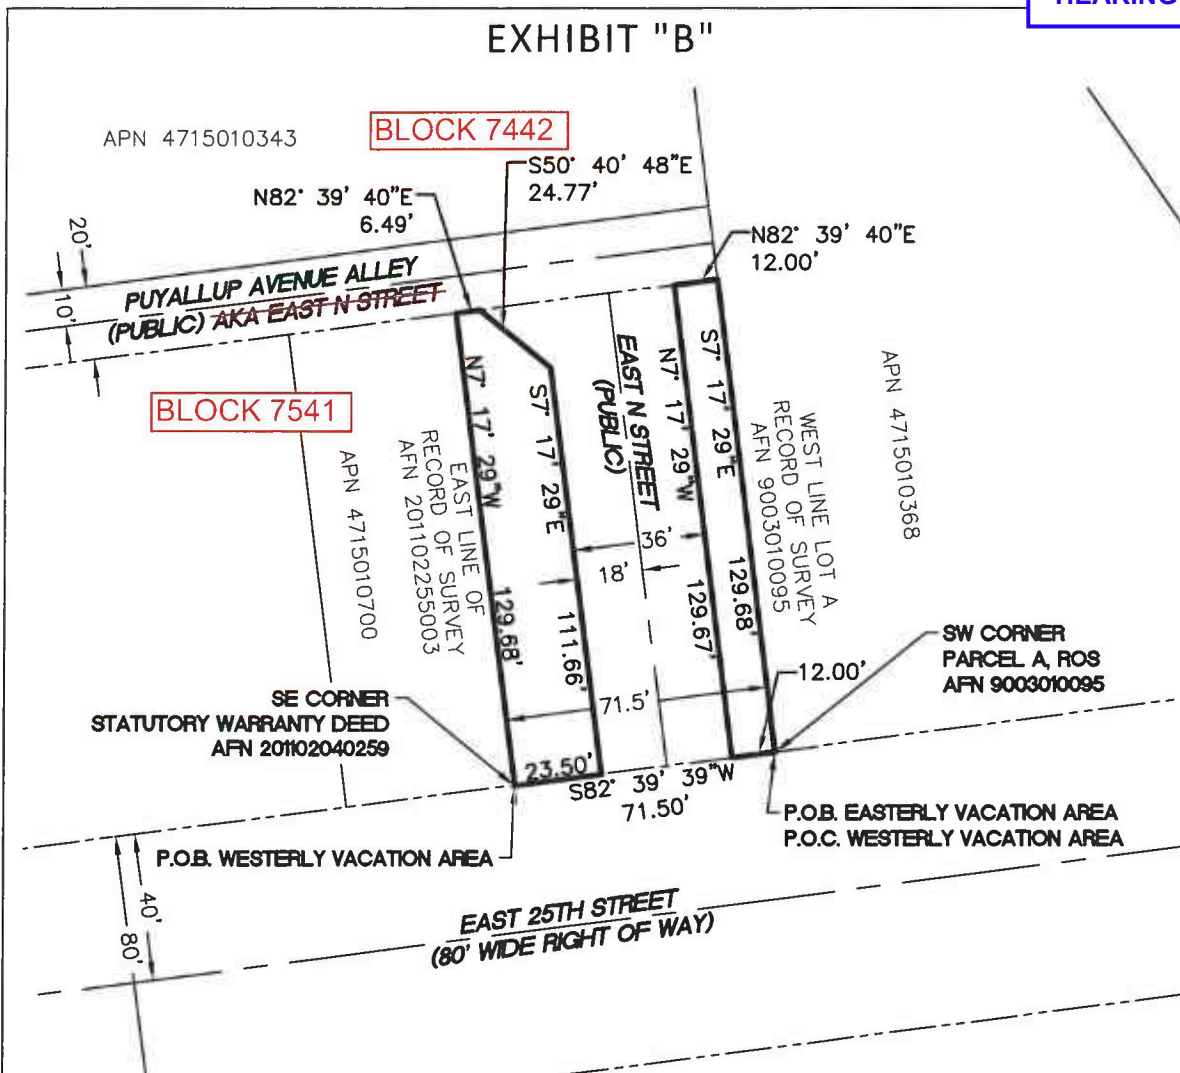 EXHIBIT "B"
APN 4715010343
BLOCK 7442
S50° 40' 48"E
24.77'
N82° 39' 40"E
6.49'
N82° 39' 40"E
12.00'
20'
10'
PUYALLUP AVENUE ALLEY
(PUBLIC) AKA EAST N STREET
BLOCK 7541
APN 4715010700
EAST LINE OF
RECORD OF SURVEY
AFN 201102255003
N7° 17' 29"W
129.68'
S7° 17' 29"E
111.66'
EAST N STREET
(PUBLIC)
N7° 17' 29"W
129.67'
S7° 17' 29"E
129.68'
WEST LINE LOT A
RECORD OF SURVEY
AFN 9003010095
APN 4715010368
36'
18'
SW CORNER
PARCEL A, ROS
AFN 9003010095
12.00'
71.5'
SE CORNER
STATUTORY WARRANTY DEED
AFN 201102040259
23.50'
S82° 39' 39"W
71.50'
P.O.B. EASTERLY VACATION AREA
P.O.C. WESTERLY VACATION AREA
P.O.B. WESTERLY VACATION AREA
40'
80'
EAST 25TH STREET
(80' WIDE RIGHT OF WAY)